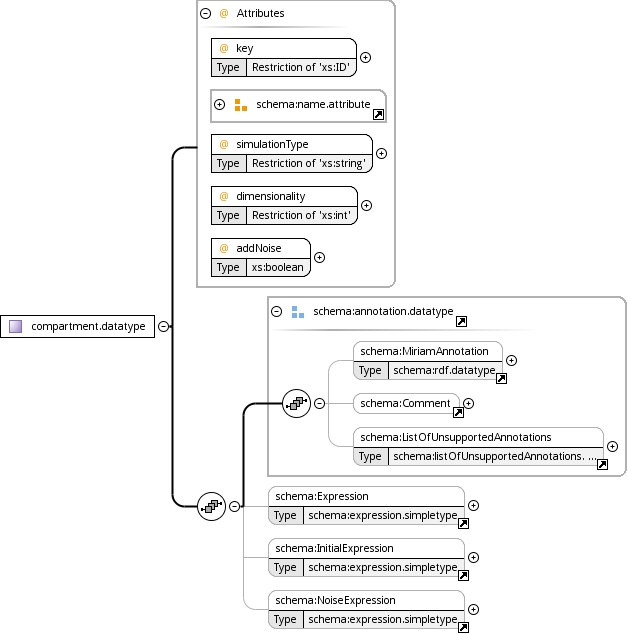 @ Attributes
@ key
Type Restriction of 'xs:ID'
schema:name.attribute
@ simulationType
Type Restriction of 'xs:string'
@ dimensionality
Type Restriction of 'xs:int'
@ addNoise
Type xs:boolean
compartment.datatype
schema:annotation.datatype
schema:MiriamAnnotation
Type schema:rdf.datatype
schema:Comment
schema:ListOfUnsupportedAnnotations
Type schema:listOfUnsupportedAnnotations. ...
schema:Expression
Type schema:expression.simpletype
schema:InitialExpression
Type schema:expression.simpletype
schema:NoiseExpression
Type schema:expression.simpletype